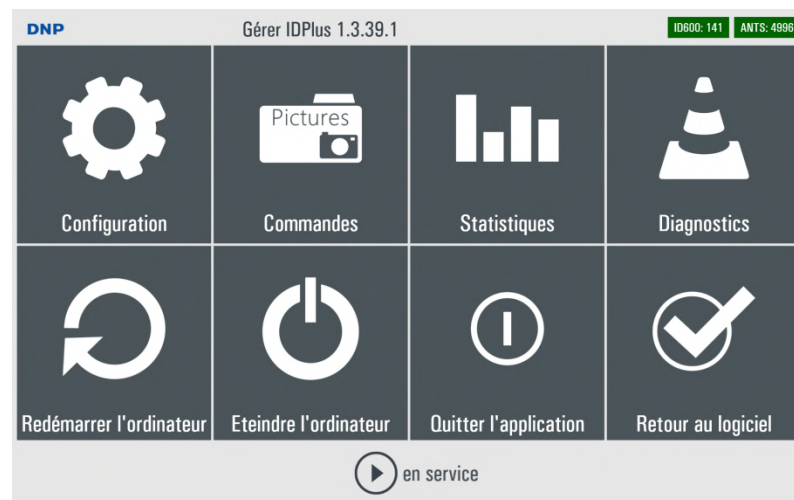 DNP
Gérer IDPlus 1.3.39.1
ID600: 141
ANTS: 4996
Pictures
Configuration
Commandes
Statistiques
Diagnostics
Redémarrer l'ordinateur
Eteindre l'ordinateur
Quitter l'application
Retour au logiciel
en service